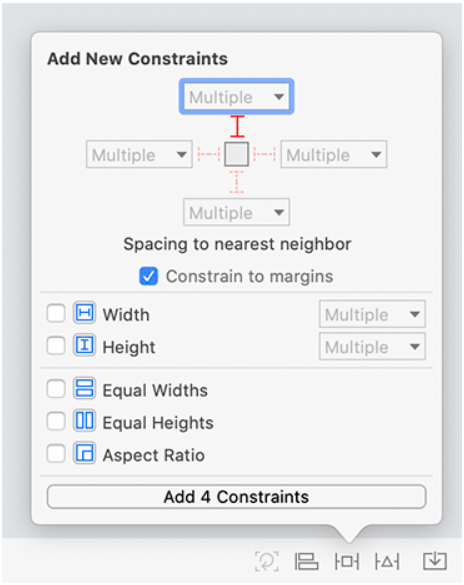 Add New Constraints
Multiple
Multiple Multiple
Multiple
Spacing to nearest neighbor
Constrain to margins
Width Multiple
Height Multiple
Equal Widths
Equal Heights
Aspect Ratio
Add 4 Constraints